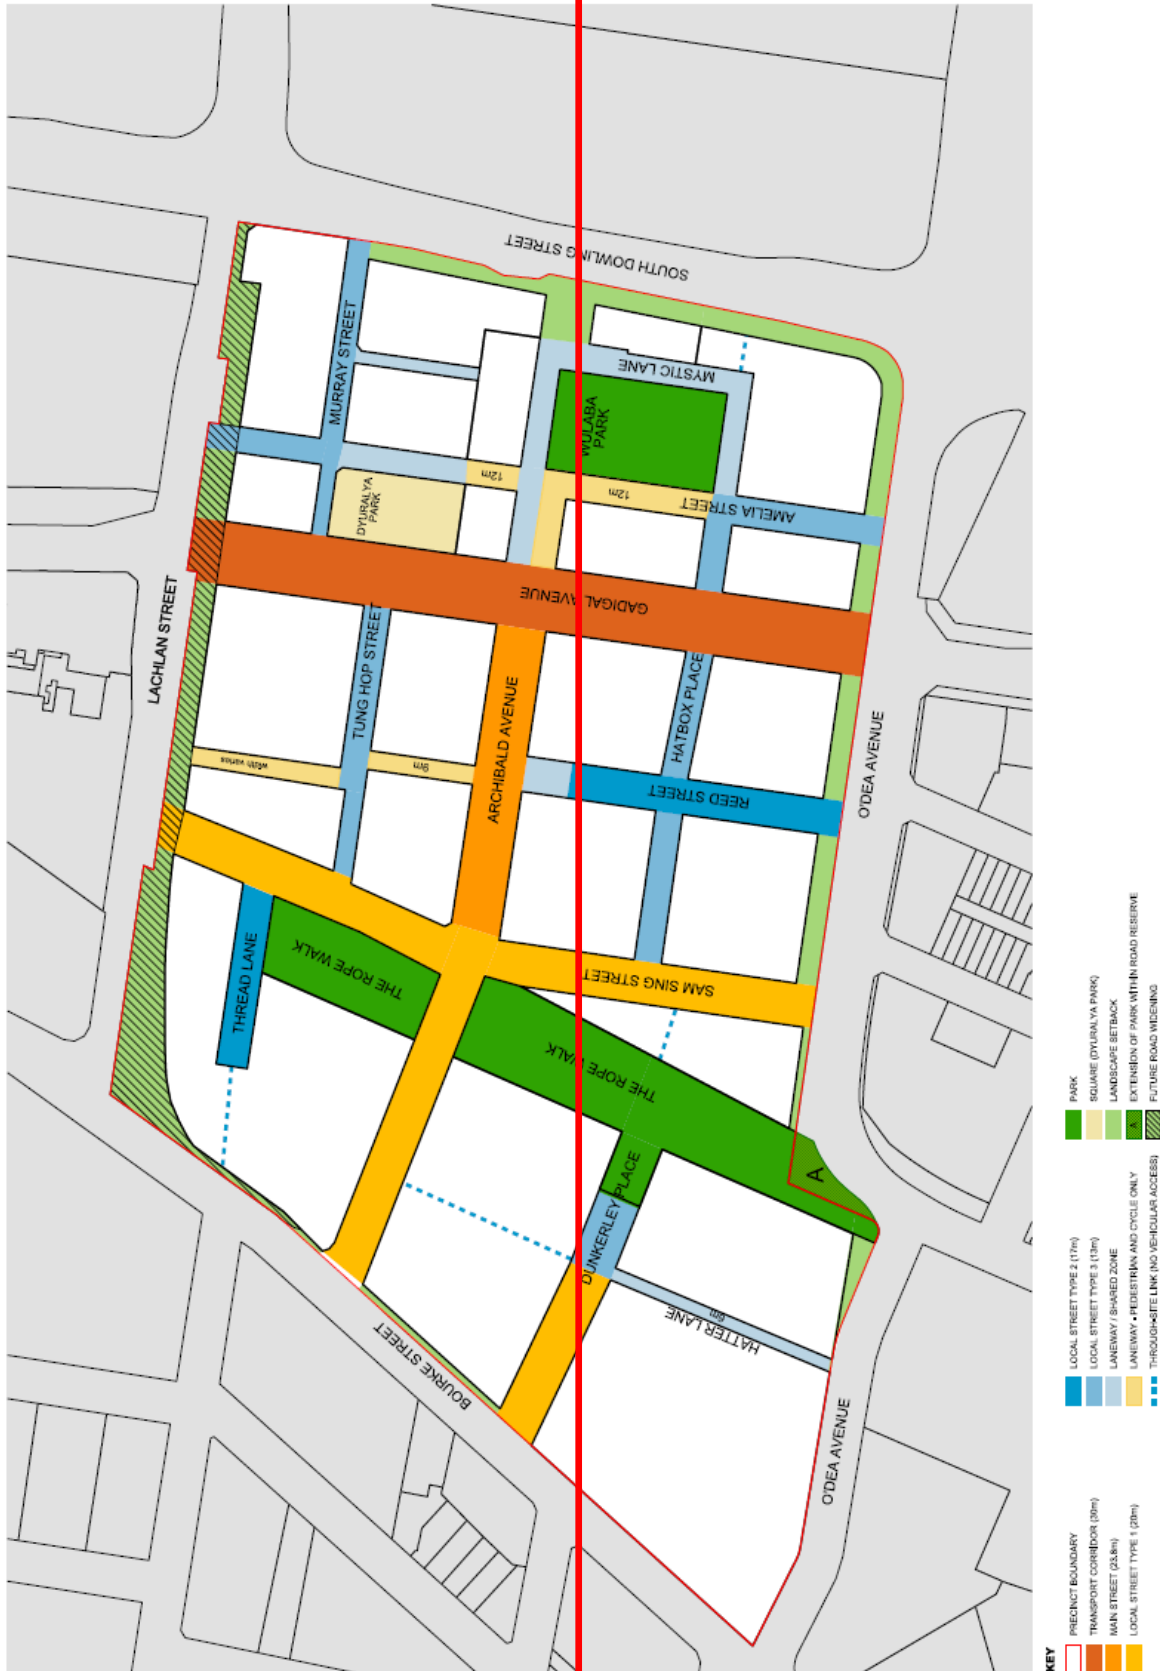 SOUTH DOWLING STREET
MURRAY STREET
MYSTIC LANE
WULABA
PARK
12m
12m
DYURALYA
PARK
AMELIA STREET
LACHLAN STREET
GADIGAL AVENUE
TUNG HOP STREET
HATBOX PLACE
ARCHIBALD AVENUE
width varies
9m
REED STREET
O'DEA AVENUE
THREAD LANE
THE ROPE WALK
SAM SING STREET
THE ROPE WALK
A
DUNKERLEY PLACE
6m
HATTER LANE
BOURKE STREET
O'DEA AVENUE
KEY
PRECINCT BOUNDARY
TRANSPORT CORRIDOR (30m)
MAIN STREET (23.8m)
LOCAL STREET TYPE 1 (20m)
LOCAL STREET TYPE 2 (17m)
LOCAL STREET TYPE 3 (13m)
LANEWAY / SHARED ZONE
LANEWAY - PEDESTRIAN AND CYCLE ONLY
THROUGH-SITE LINK (NO VEHICULAR ACCESS)
PARK
SQUARE (DYURALYA PARK)
LANDSCAPE SETBACK
A EXTENSION OF PARK WITHIN ROAD RESERVE
FUTURE ROAD WIDENING